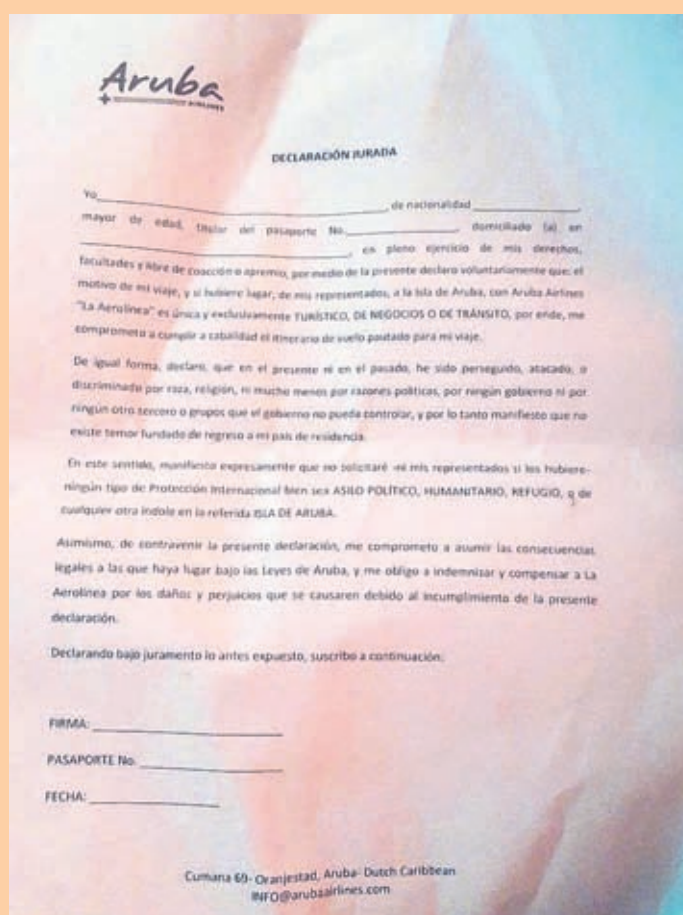 Aruba
AIRLINES
DECLARACIÓN JURADA
Yo____________________, de nacionalidad ____________________,
mayor de edad, titular del pasaporte No.____________________, domiciliado (a) en
____________________, en pleno ejercicio de mis derechos,
facultades y libre de coacción o apremio, por medio de la presente declaro voluntariamente que: el
motivo de mi viaje, y si hubiere lugar, de mis representados, a la Isla de Aruba, con Aruba Airlines
"La Aerolínea" es única y exclusivamente TURÍSTICO, DE NEGOCIOS O DE TRÁNSITO, por ende, me
comprometo a cumplir a cabalidad el itinerario de vuelo pautado para mi viaje.
De igual forma, declaro, que en el presente ni en el pasado, he sido perseguido, atacado, o
discriminado por raza, religión, ni mucho menos por razones políticas, por ningún gobierno ni por
ningún otro tercero o grupos que el gobierno no pueda controlar, y por lo tanto manifiesto que no
existe temor fundado de regreso a mi país de residencia.
En este sentido, manifiesto expresamente que no solicitaré -ni mis representados si los hubiere-
ningún tipo de Protección Internacional bien sea ASILO POLÍTICO, HUMANITARIO, REFUGIO, o de
cualquier otra índole en la referida ISLA DE ARUBA.
Asimismo, de contravenir la presente declaración, me comprometo a asumir las consecuencias
legales a las que haya lugar bajo las Leyes de Aruba, y me obligo a indemnizar y compensar a La
Aerolínea por los daños y perjuicios que se causaren debido al incumplimiento de la presente
declaración.
Declarando bajo juramento lo antes expuesto, suscribo a continuación:
FIRMA: ____________________
PASAPORTE No. ____________________
FECHA: ____________________
Cumana 69- Oranjestad, Aruba- Dutch Caribbean
INFO@arubaairlines.com